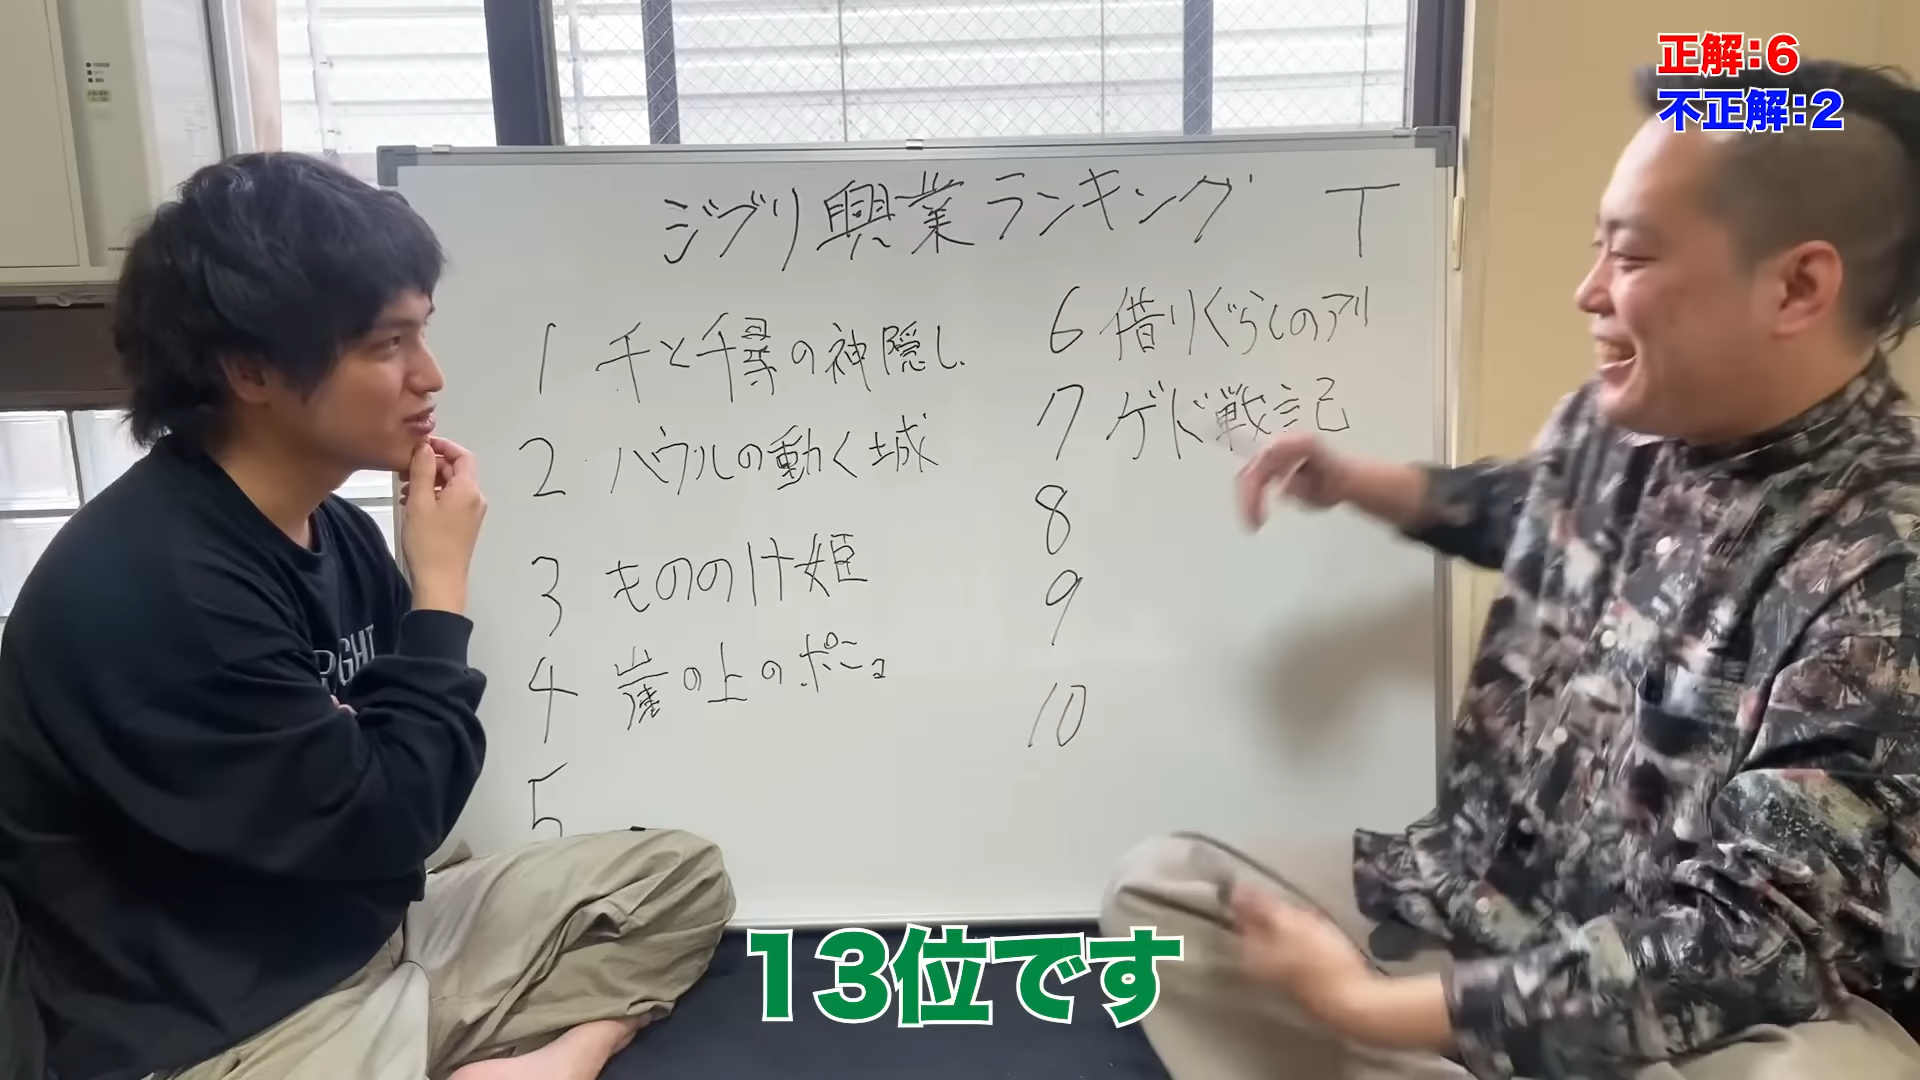 正解:6
不正解:2
ジブリ興業ランキング T
1 千と千尋の神隠し
2 ハウルの動く城
3 もののけ姫
4 崖の上のポニョ
5
6 借りぐらしのアリ
7 ゲド戦記
8
9
10
RIGHT
13位です